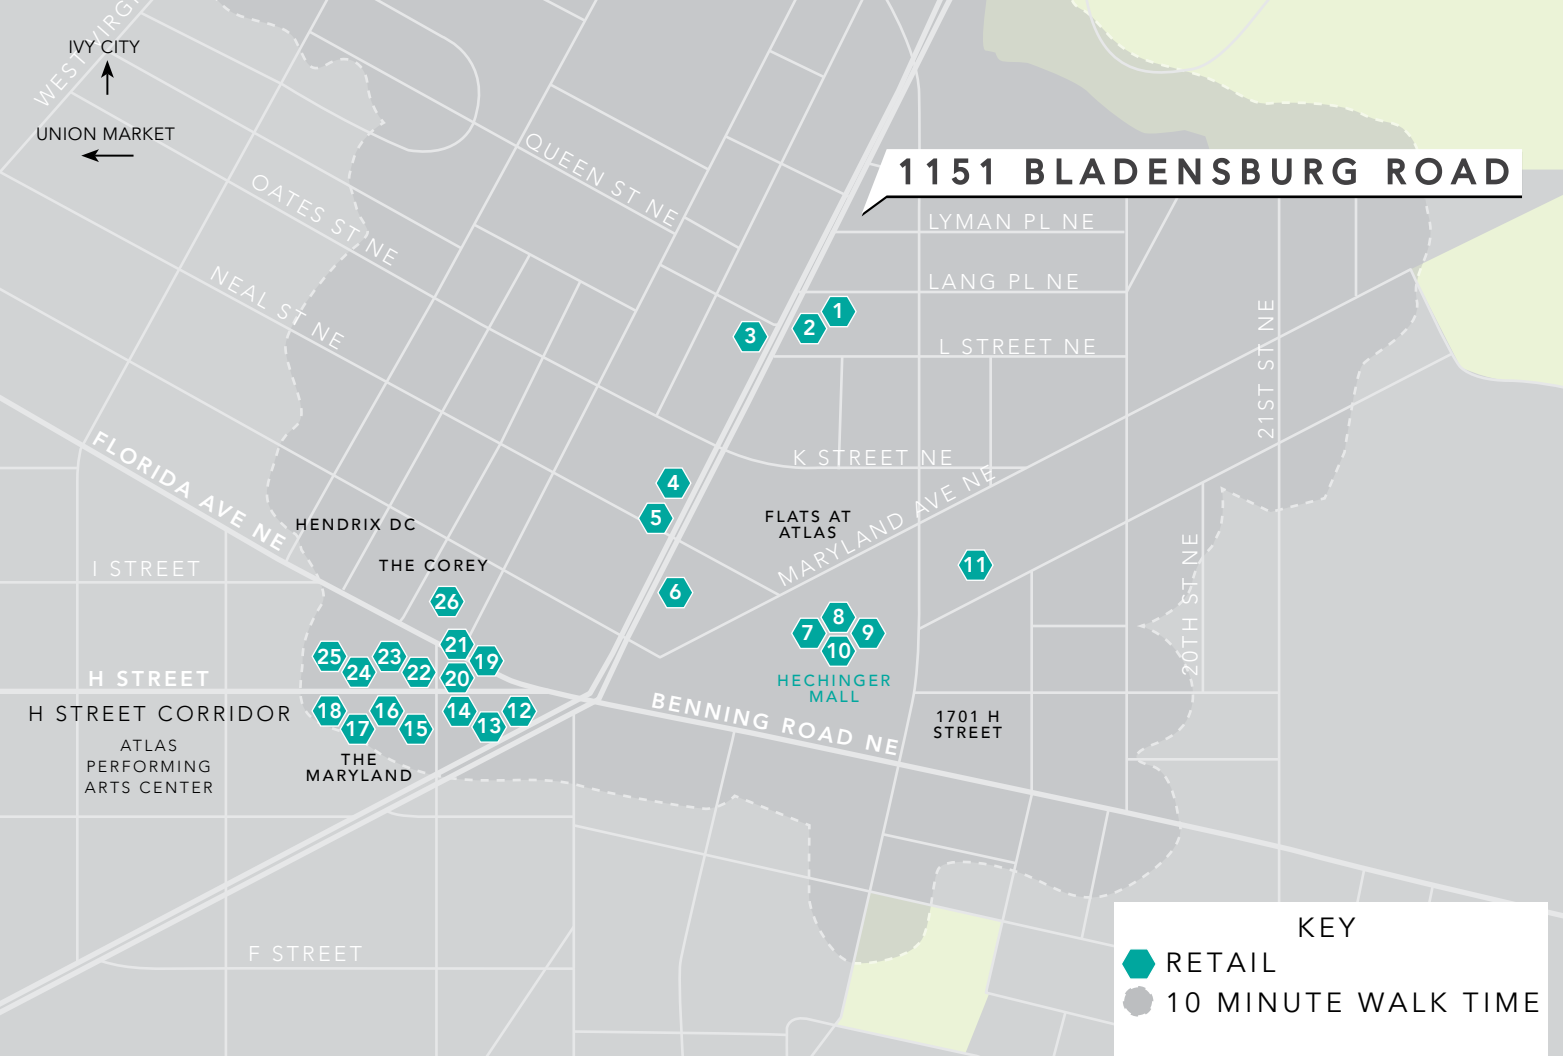 WEST VIRGI
IVY CITY
UNION MARKET
QUEEN ST NE
OATES ST NE
NEAL ST NE
1151 BLADENSBURG ROAD
LYMAN PL NE
LANG PL NE
L STREET NE
21ST ST NE
1
2
3
K STREET NE
FLORIDA AVE NE
4
5
HENDRIX DC
FLATS AT
ATLAS
MARYLAND AVE NE
THE COREY
I STREET
20TH ST NE
11
6
26
7
8
9
10
HECHINGER
MALL
25
24
23
22
21
20
19
H STREET
H STREET CORRIDOR
18
17
16
15
14
13
12
BENNING ROAD NE
1701 H
STREET
ATLAS
PERFORMING
ARTS CENTER
THE
MARYLAND
F STREET
KEY
RETAIL
10 MINUTE WALK TIME